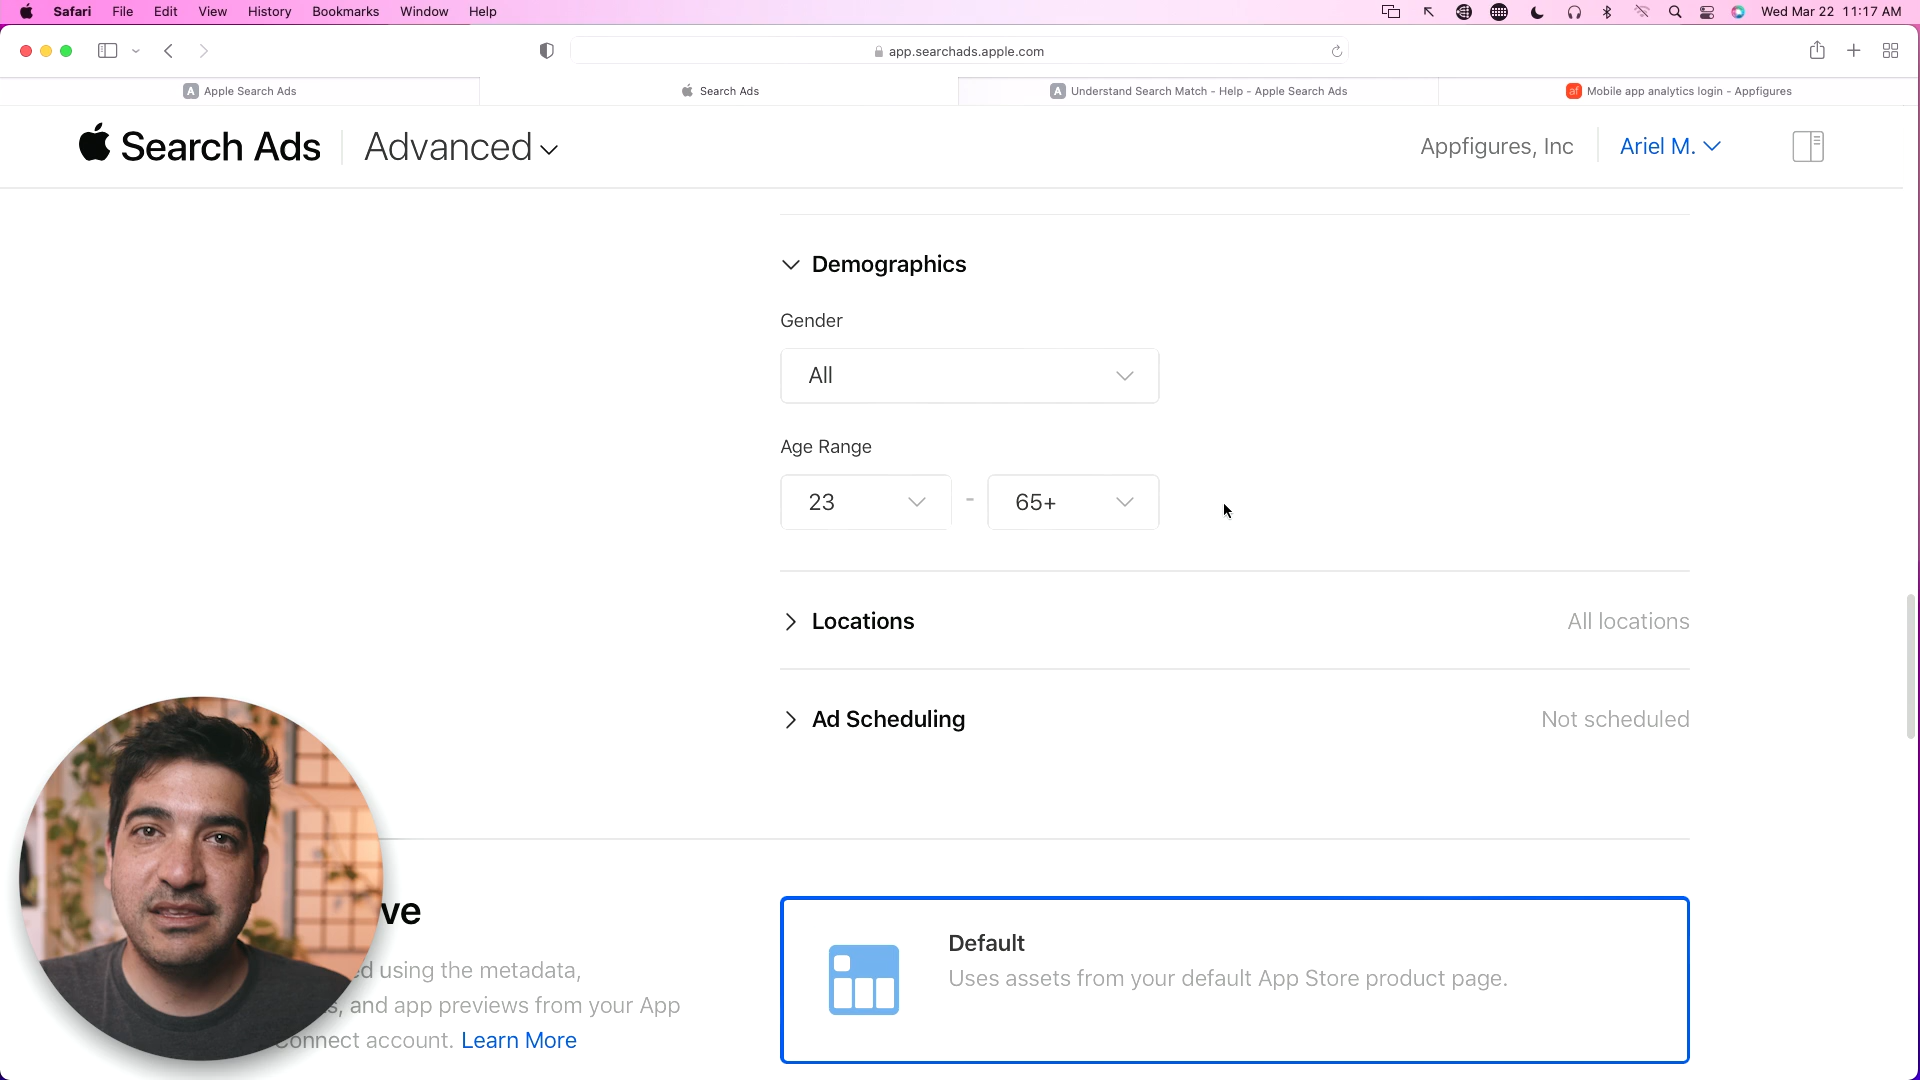 Safari File Edit View History Bookmarks Window Help Wed Mar 22 11:17 AM
app.searchads.apple.com
A Apple Search Ads
Search Ads
A Understand Search Match - Help - Apple Search Ads
af Mobile app analytics login - Appfigures
Search Ads Advanced
Appfigures, Inc Ariel M.
Demographics
Gender
All
Age Range
23 - 65+
Locations All locations
Ad Scheduling Not scheduled
ve
Default
Uses assets from your default App Store product page.
d using the metadata,
, and app previews from your App
onnect account. Learn More